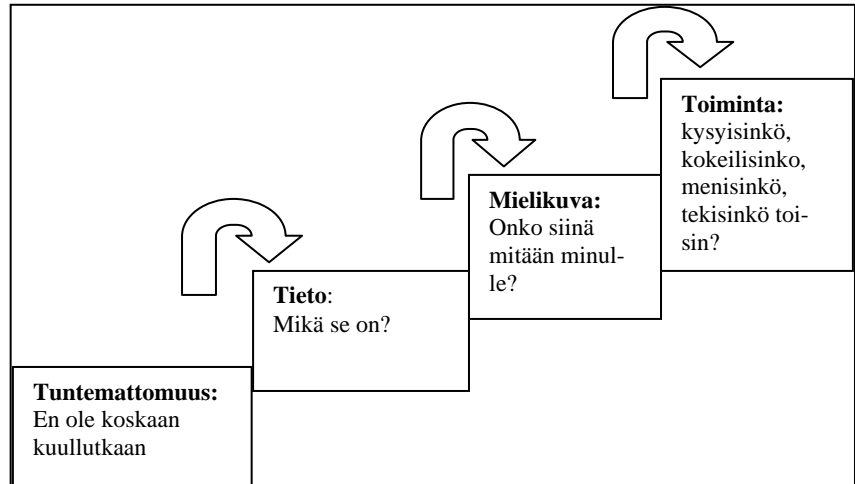 Toiminta:
kysyisinkö,
kokeilisinko,
menisinkö,
tekisinkö toi-
sin?
Mielikuva:
Onko siinä
mitään minul-
le?
Tieto:
Mikä se on?
Tuntemattomuus:
En ole koskaan
kuullutkaan